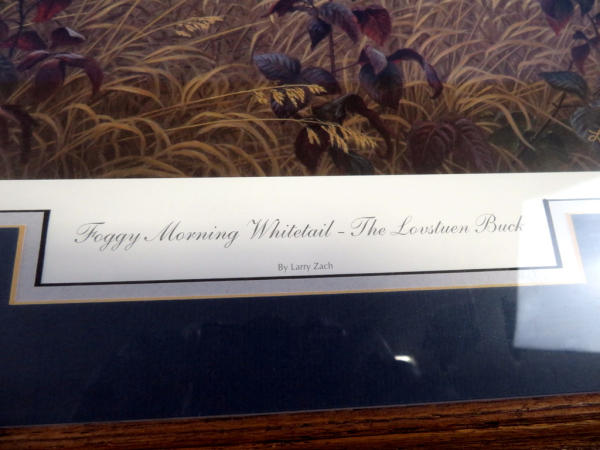 Foggy Morning Whitetail - The Lovstuen Buck
By Larry Zach